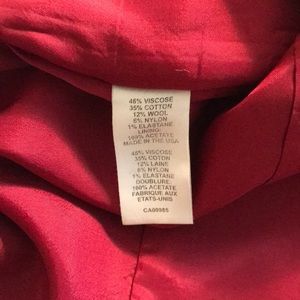 46% VISCOSE
35% COTTON
12% WOOL
6% NYLON
1% ELASTANE
LINING:
100% ACETATE
MADE IN THE USA
46% VISCOSE
35% COTON
12% LAINE
6% NYLON
1% ELASTANE
DOUBLURE:
100% ACETATE
FABRIQUE AUX
ETATS-UNIS
CA00985